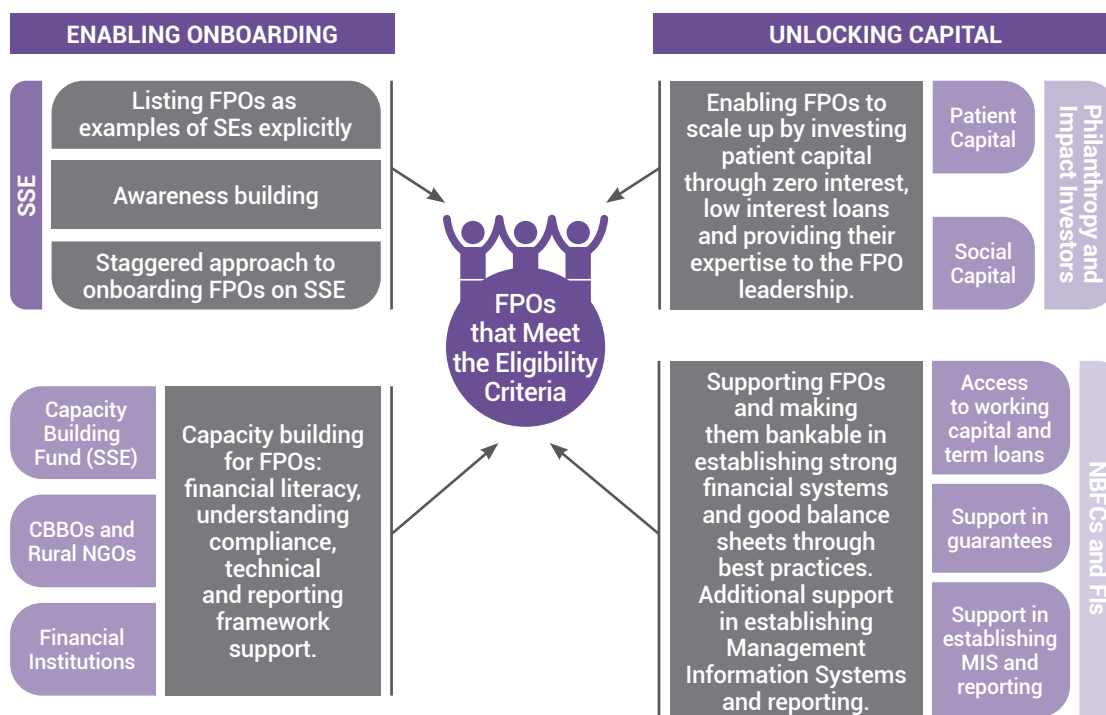 ENABLING ONBOARDING
SSE
Listing FPOs as
examples of SEs explicitly
Awareness building
Staggered approach to
onboarding FPOs on SSE
Capacity
Building
Fund (SSE)
CBBOs and
Rural NGOs
Financial
Institutions
Capacity building
for FPOs:
financial literacy,
understanding
compliance,
technical
and reporting
framework
support.
FPOs
that Meet
the Eligibility
Criteria
UNLOCKING CAPITAL
Enabling FPOs to
scale up by investing
patient capital
through zero interest,
low interest loans
and providing their
expertise to the FPO
leadership.
Patient
Capital
Social
Capital
Philanthropy and
Impact Investors
Supporting FPOs
and making
them bankable in
establishing strong
financial systems
and good balance
sheets through
best practices.
Additional support
in establishing
Management
Information Systems
and reporting.
Access
to working
capital and
term loans
Support in
guarantees
Support in
establishing
MIS and
reporting
NBFCs and FIs